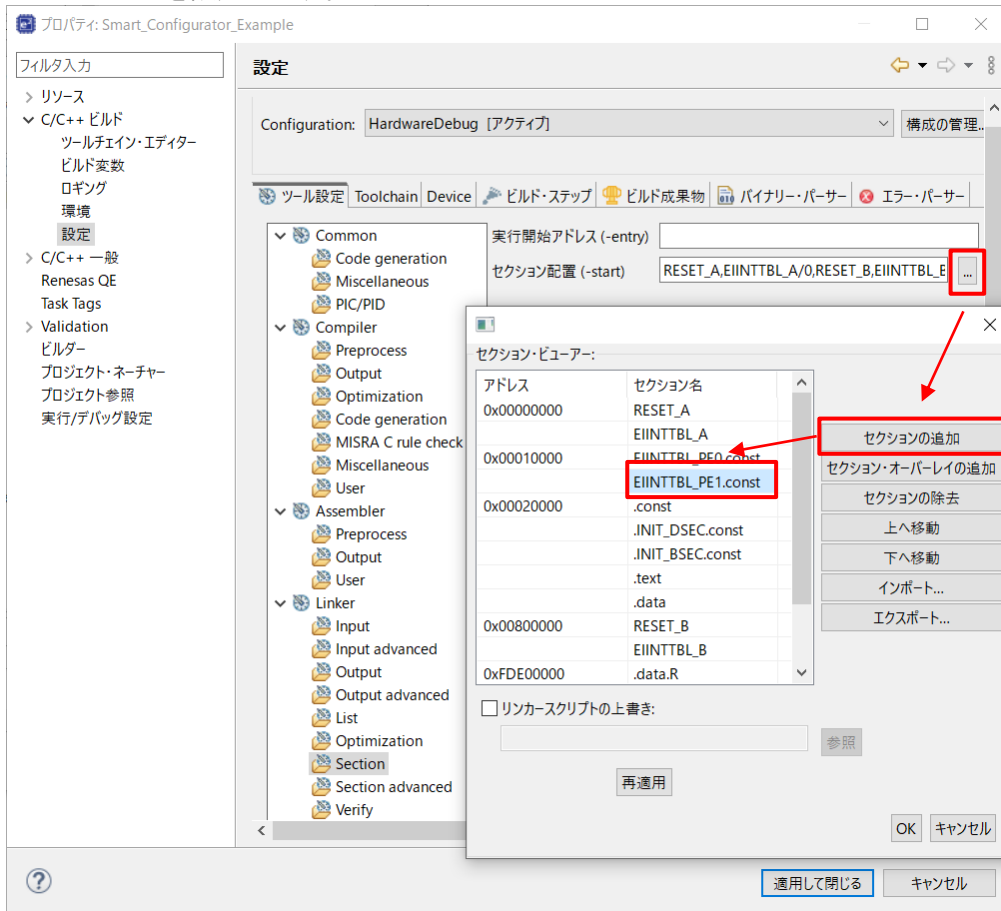 プロパティ: Smart_Configurator_Example
フィルタ入力
リソース
C/C++ ビルド
ツールチェイン・エディター
ビルド変数
ロギング
環境
設定
C/C++ 一般
Renesas QE
Task Tags
Validation
ビルダー
プロジェクト・ネーチャー
プロジェクト参照
実行/デバッグ設定
設定
Configuration: HardwareDebug [アクティブ]
構成の管理..
ツール設定 Toolchain Device ビルド・ステップ ビルド成果物 バイナリー・パーサー エラー・パーサー
Common
Code generation
Miscellaneous
PIC/PID
Compiler
Preprocess
Output
Optimization
Code generation
MISRA C rule check
Miscellaneous
User
Assembler
Preprocess
Output
User
Linker
Input
Input advanced
Output
Output advanced
List
Optimization
Section
Section advanced
Verify
実行開始アドレス (-entry)
セクション配置 (-start) RESET_A,EIINTTBL_A/0,RESET_B,EIINTTBL_B ...
セクション・ビューアー:
アドレス セクション名
0x00000000 RESET_A
EIINTTBL_A
0x00010000 EIINTTBL_PE0.const
EIINTTBL_PE1.const
0x00020000 .const
.INIT_DSEC.const
.INIT_BSEC.const
.text
.data
0x00800000 RESET_B
EIINTTBL_B
0xFDE00000 .data.R
セクションの追加
セクション・オーバーレイの追加
セクションの除去
上へ移動
下へ移動
インポート...
エクスポート...
リンカースクリプトの上書き:
参照
再適用
OK キャンセル
適用して閉じる キャンセル